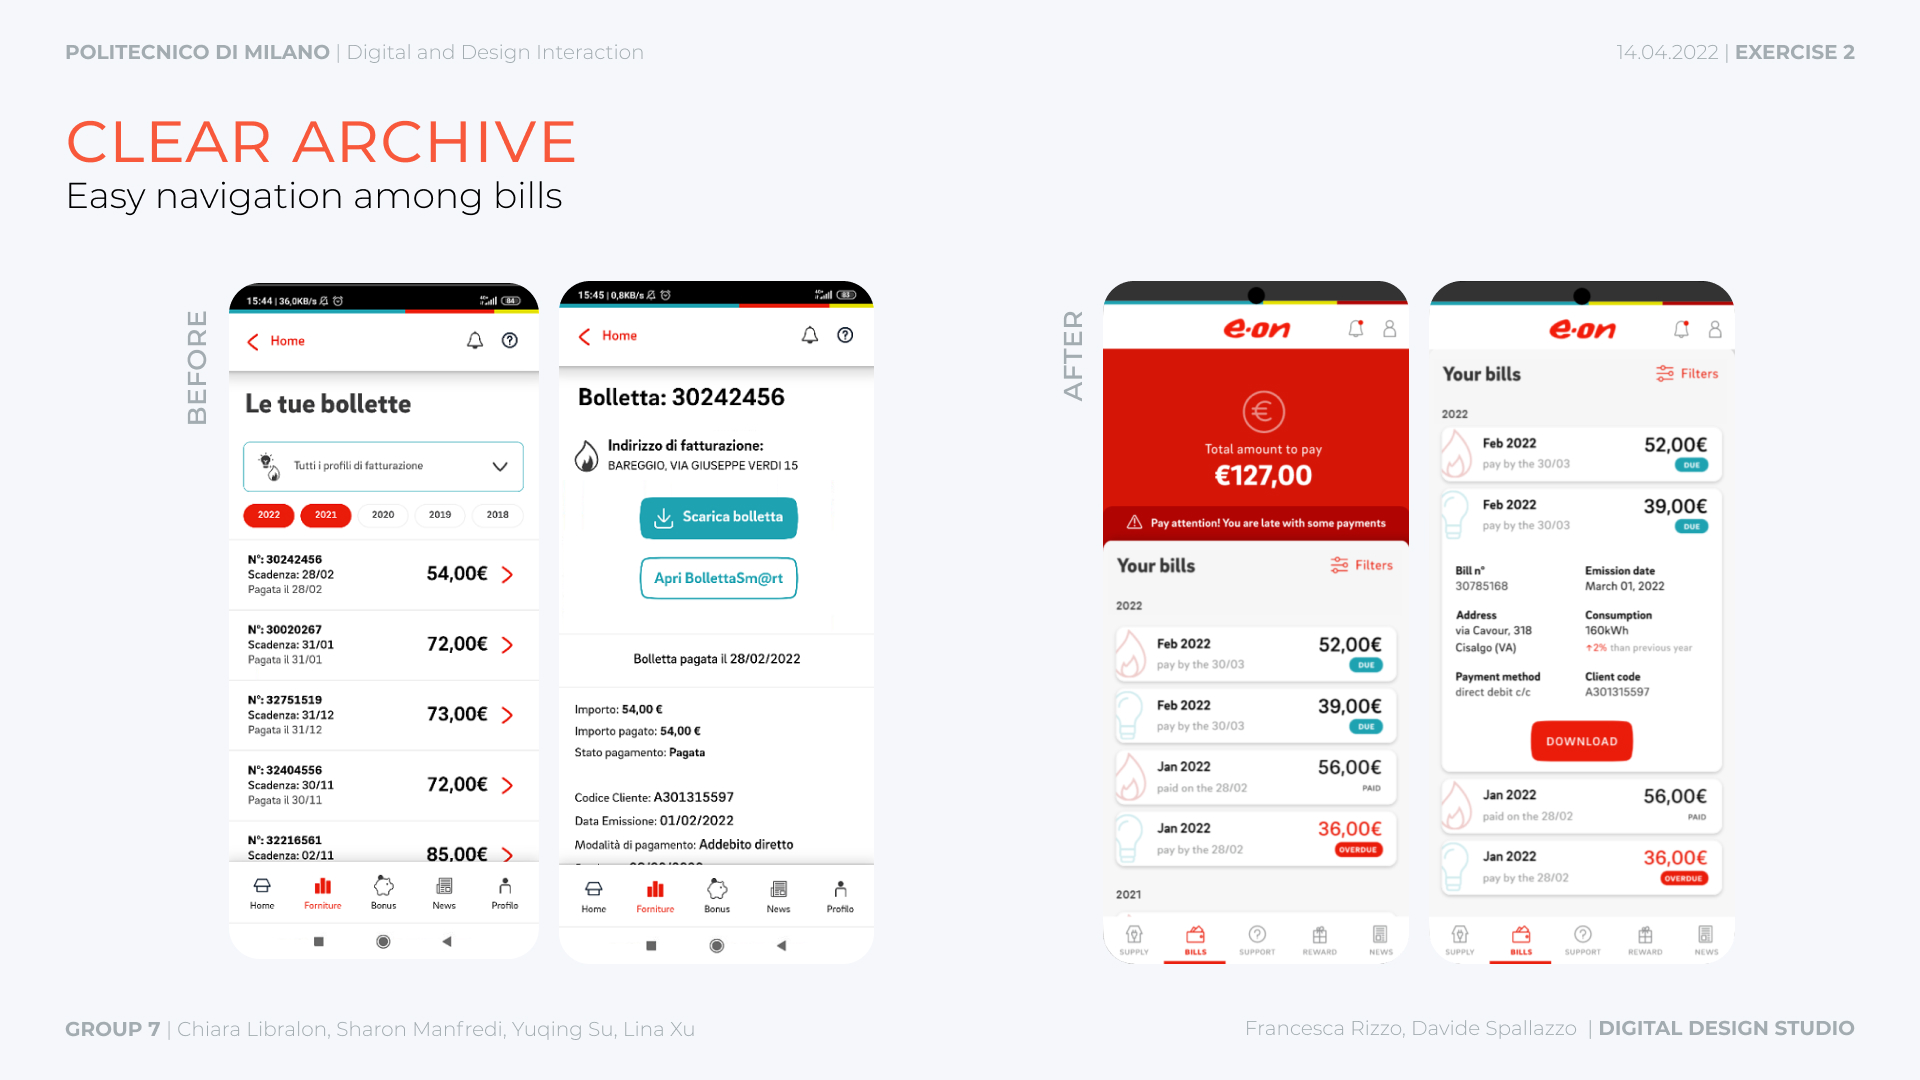 POLITECNICO DI MILANO | Digital and Design Interaction
14.04.2022 | EXERCISE 2
CLEAR ARCHIVE
Easy navigation among bills
BEFORE
15:44 | 36,0KB/s
84
Home
Le tue bollette
Tutti i profili di fatturazione
2022
2021
2020
2019
2018
N°: 30242456
Scadenza: 28/02
Pagata il 28/02
54,00€
N°: 30020267
Scadenza: 31/01
Pagata il 31/01
72,00€
N°: 32751519
Scadenza: 31/12
Pagata il 31/12
73,00€
N°: 32404556
Scadenza: 30/11
Pagata il 30/11
72,00€
N°: 32216561
Scadenza: 02/11
85,00€
Home
Forniture
Bonus
News
Profilo
15:45 | 0,8KB/s
83
Home
Bolletta: 30242456
Indirizzo di fatturazione:
BAREGGIO, VIA GIUSEPPE VERDI 15
Scarica bolletta
Apri BollettaSm@rt
Bolletta pagata il 28/02/2022
Importo: 54,00 €
Importo pagato: 54,00 €
Stato pagamento: Pagata
Codice Cliente: A301315597
Data Emissione: 01/02/2022
Modalità di pagamento: Addebito diretto
Home
Forniture
Bonus
News
Profilo
AFTER
e·on
€
Total amount to pay
€127,00
Pay attention! You are late with some payments
Your bills
Filters
2022
Feb 2022
pay by the 30/03
52,00€
DUE
Feb 2022
pay by the 30/03
39,00€
DUE
Jan 2022
paid on the 28/02
56,00€
PAID
Jan 2022
pay by the 28/02
36,00€
OVERDUE
2021
SUPPLY
BILLS
SUPPORT
REWARD
NEWS
e·on
Your bills
Filters
2022
Feb 2022
pay by the 30/03
52,00€
DUE
Feb 2022
pay by the 30/03
39,00€
DUE
Bill n°
30785168
Emission date
March 01, 2022
Address
via Cavour, 318
Cisalgo (VA)
Consumption
160kWh
↑2% than previous year
Payment method
direct debit c/c
Client code
A301315597
DOWNLOAD
Jan 2022
paid on the 28/02
56,00€
PAID
Jan 2022
pay by the 28/02
36,00€
OVERDUE
SUPPLY
BILLS
SUPPORT
REWARD
NEWS
GROUP 7 | Chiara Libralon, Sharon Manfredi, Yuqing Su, Lina Xu
Francesca Rizzo, Davide Spallazzo | DIGITAL DESIGN STUDIO